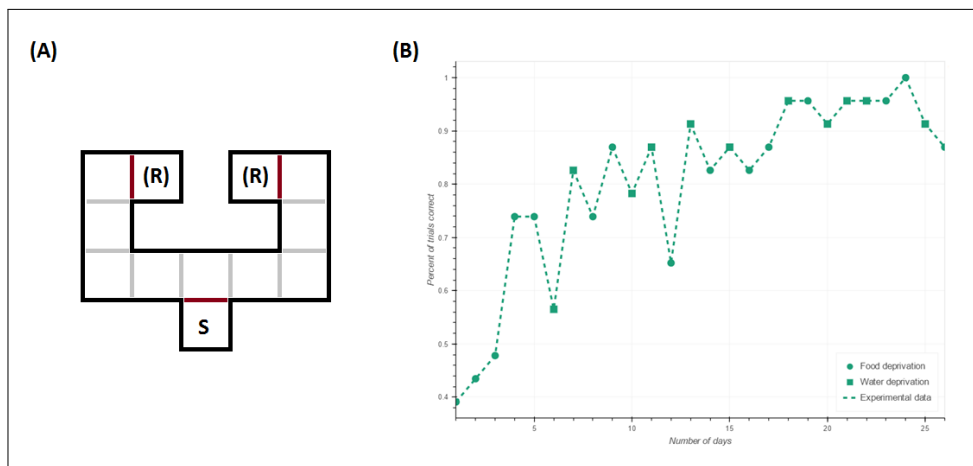 (A)
(R) (R)
S
(B)
1
0.9
0.8
0.7
0.6
0.5
0.4
Percent of trials correct
5 10 15 20 25
Number of days
Food deprivation
Water deprivation
Experimental data